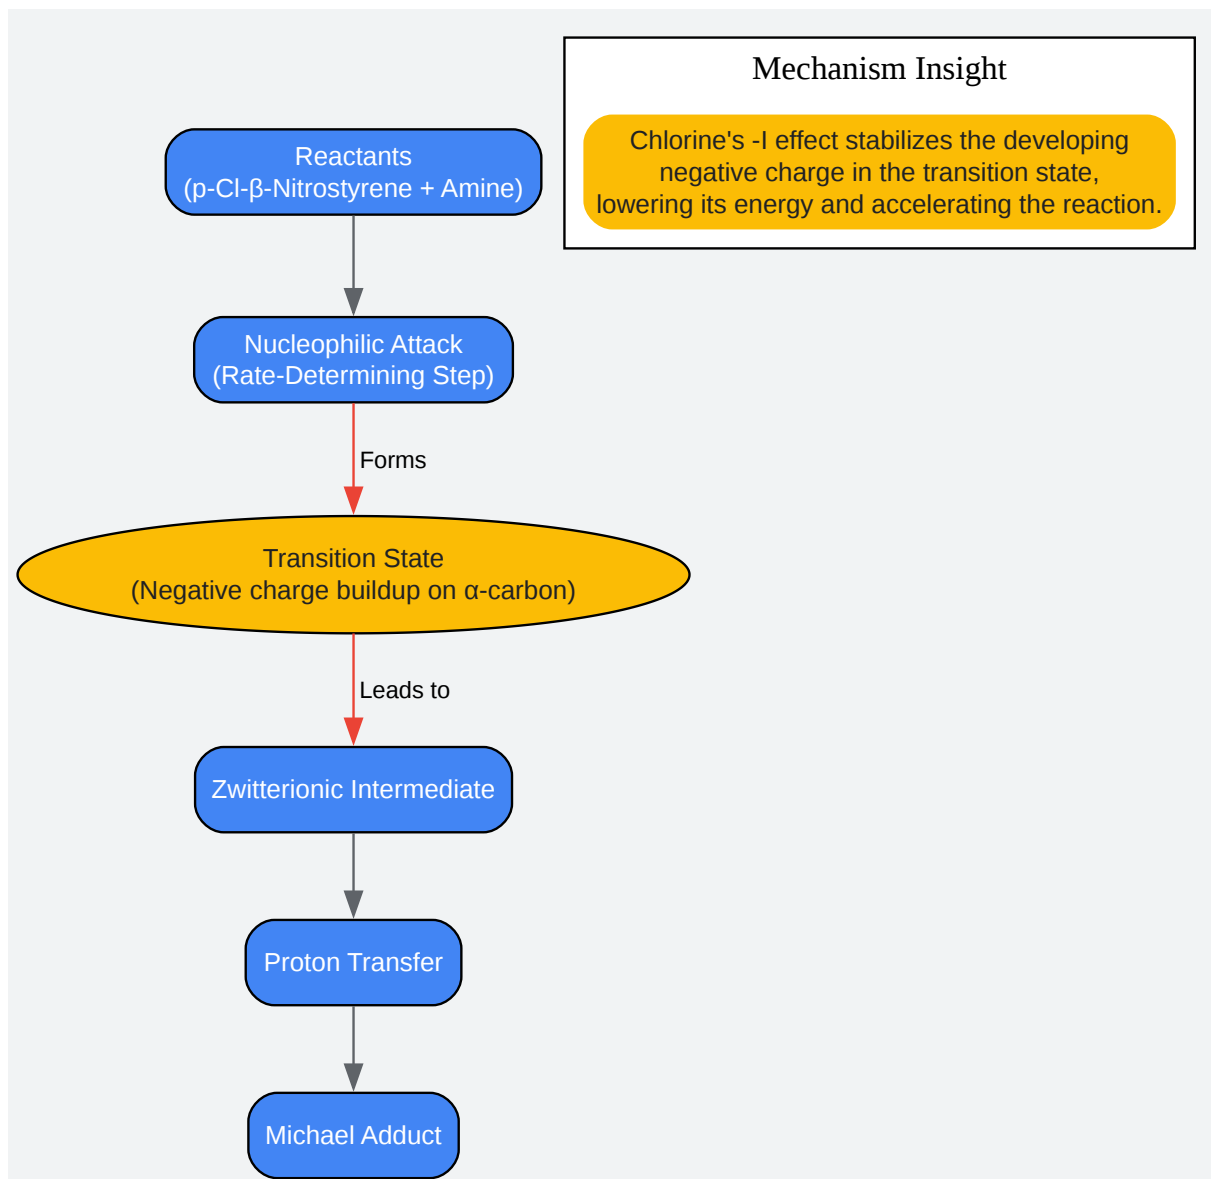 Mechanism Insight
Chlorine's -I effect stabilizes the developing
negative charge in the transition state,
lowering its energy and accelerating the reaction.
Reactants
(p-Cl-β-Nitrostyrene + Amine)
Nucleophilic Attack
(Rate-Determining Step)
Forms
Transition State
(Negative charge buildup on α-carbon)
Leads to
Zwitterionic Intermediate
Proton Transfer
Michael Adduct